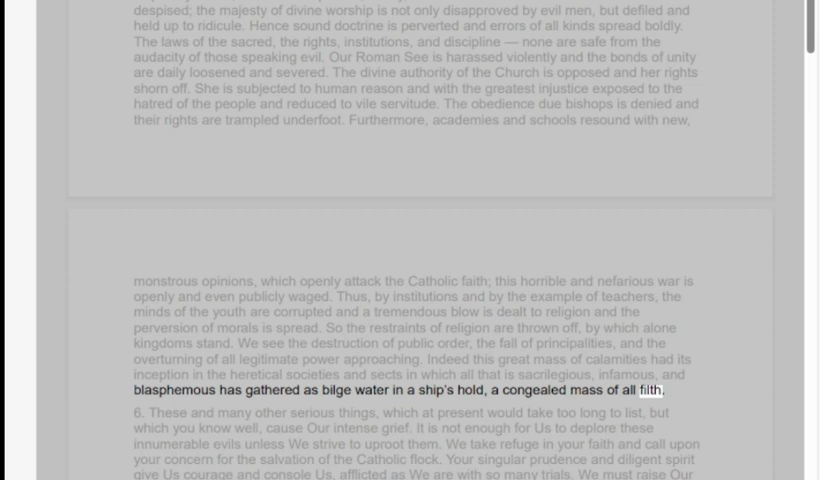 despised; the majesty of divine worship is not only disapproved by evil men, but defiled and
held up to ridicule. Hence sound doctrine is perverted and errors of all kinds spread boldly.
The laws of the sacred, the rights, institutions, and discipline — none are safe from the
audacity of those speaking evil. Our Roman See is harassed violently and the bonds of unity
are daily loosened and severed. The divine authority of the Church is opposed and her rights
shorn off. She is subjected to human reason and with the greatest injustice exposed to the
hatred of the people and reduced to vile servitude. The obedience due bishops is denied and
their rights are trampled underfoot. Furthermore, academies and schools resound with new,
monstrous opinions, which openly attack the Catholic faith; this horrible and nefarious war is
openly and even publicly waged. Thus, by institutions and by the example of teachers, the
minds of the youth are corrupted and a tremendous blow is dealt to religion and the
perversion of morals is spread. So the restraints of religion are thrown off, by which alone
kingdoms stand. We see the destruction of public order, the fall of principalities, and the
overturning of all legitimate power approaching. Indeed this great mass of calamities had its
inception in the heretical societies and sects in which all that is sacrilegious, infamous, and
blasphemous has gathered as bilge water in a ship's hold, a congealed mass of all filth.
6. These and many other serious things, which at present would take too long to list, but
which you know well, cause Our intense grief. It is not enough for Us to deplore these
innumerable evils unless We strive to uproot them. We take refuge in your faith and call upon
your concern for the salvation of the Catholic flock. Your singular prudence and diligent spirit
give Us courage and console Us, afflicted as We are with so many trials. We must raise Our